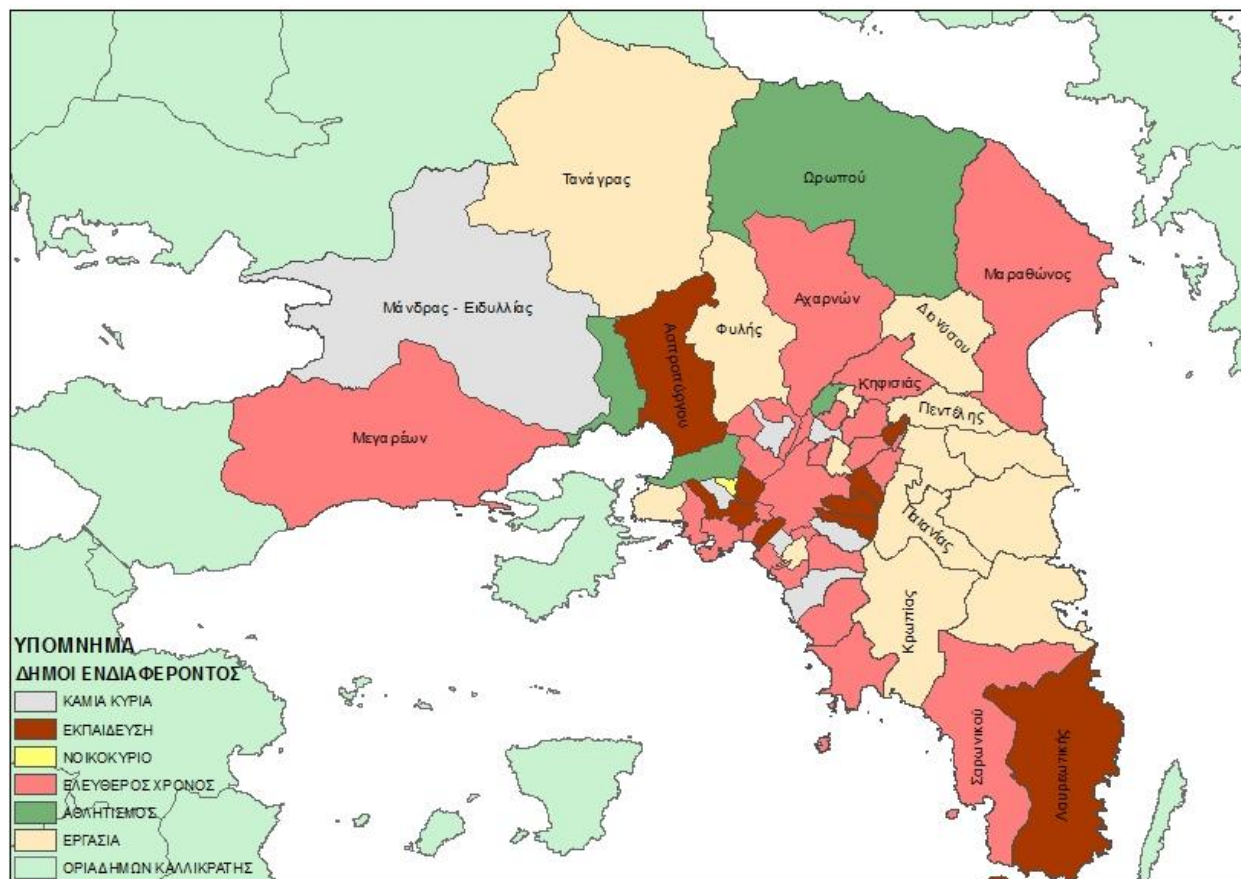 Τανάγρας
Ωρωπού
Μαραθώνος
Μάνδρας - Ειδυλλίας
Αχαρνών
Φυλής
Διονύσου
Ασπροπύργου
Κηφισιάς
Πεντέλης
Μεγαρέων
Παιανίας
Κρωπίας
Σαρωνικού
Λαυρεωτικής
ΥΠΟΜΝΗΜΑ
ΔΗΜΟΙ ΕΝΔΙΑΦΕΡΟΝΤΟΣ
ΚΑΜΙΑ ΚΥΡΙΑ
ΕΚΠΑΙΔΕΥΣΗ
ΝΟΙΚΟΚΥΡΙΟ
ΕΛΕΥΘΕΡΟΣ ΧΡΟΝΟΣ
ΑΘΛΗΤΙΣΜΟΣ
ΕΡΓΑΣΙΑ
ΟΡΙΑ ΔΗΜΩΝ ΚΑΛΛΙΚΡΑΤΗΣ